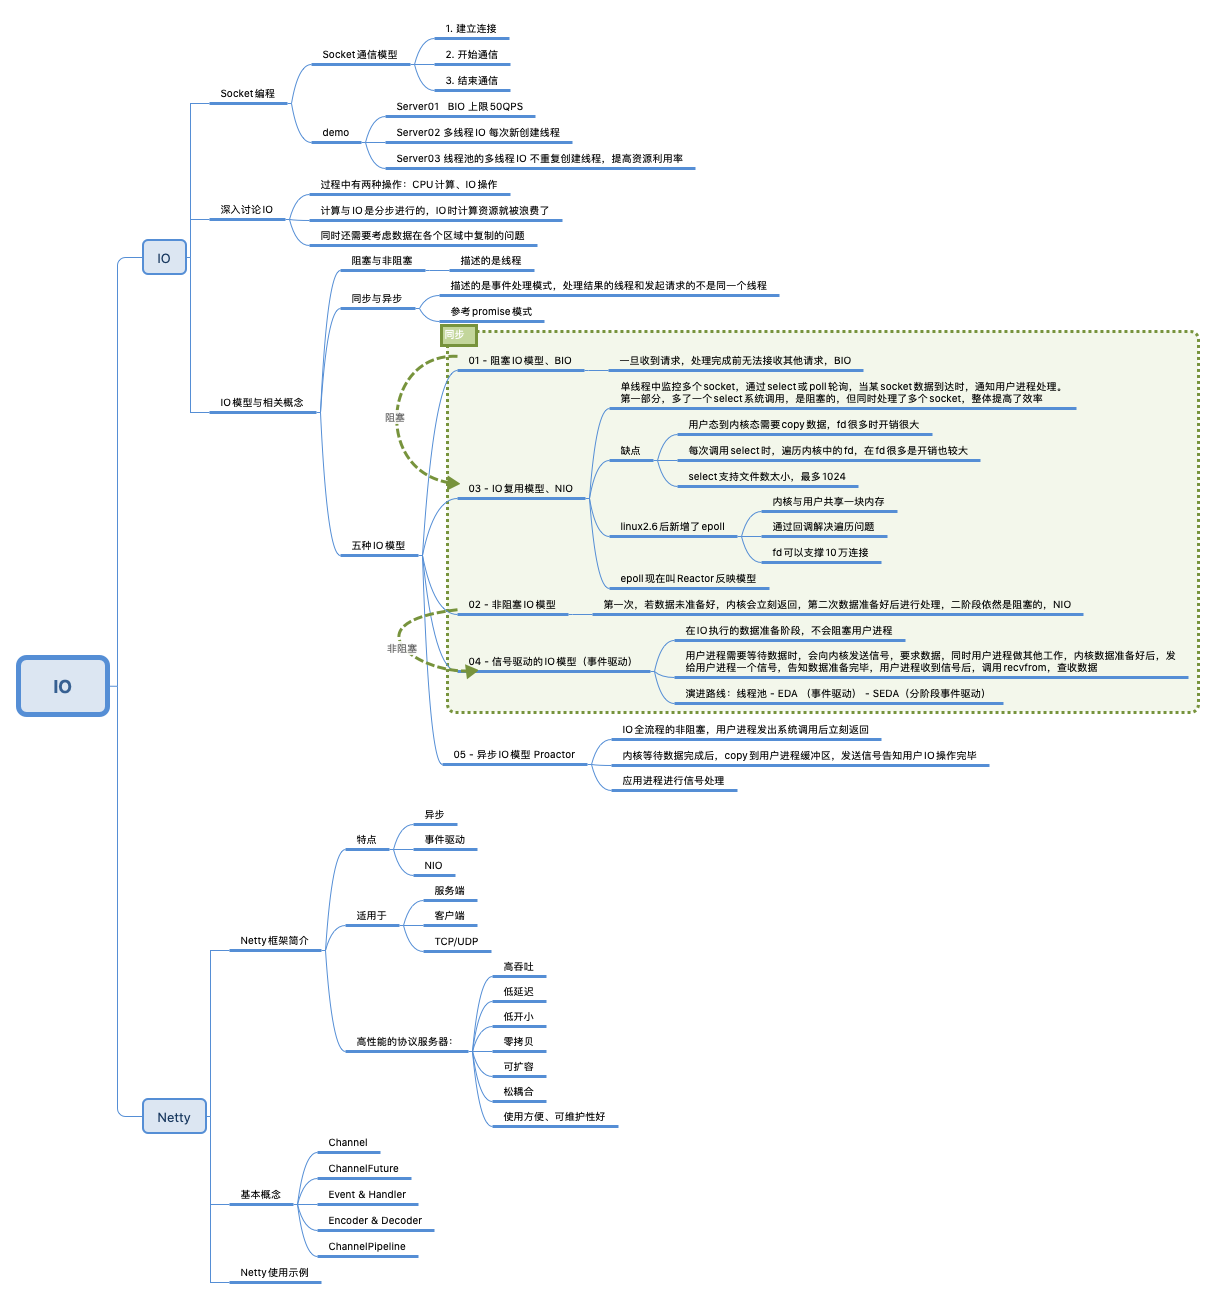 IO
IO
Socket编程
Socket通信模型
1. 建立连接
2. 开始通信
3. 结束通信
demo
Server01 BIO 上限50QPS
Server02 多线程IO 每次新创建线程
Server03 线程池的多线程IO 不重复创建线程，提高资源利用率
深入讨论IO
过程中有两种操作：CPU计算、IO操作
计算与IO是分步进行的，IO时计算资源就被浪费了
同时还需要考虑数据在各个区域中复制的问题
IO模型与相关概念
阻塞与非阻塞
描述的是线程
同步与异步
描述的是事件处理模式，处理结果的线程和发起请求的不是同一个线程
参考promise模式
五种IO模型
同步
阻塞
01 - 阻塞IO模型、BIO
一旦收到请求，处理完成前无法接收其他请求，BIO
03 - IO复用模型、NIO
单线程中监控多个socket，通过select或poll轮询，当某socket数据到达时，通知用户进程处理。
第一部分，多了一个select系统调用，是阻塞的，但同时处理了多个socket，整体提高了效率
缺点
用户态到内核态需要copy数据，fd很多时开销很大
每次调用select时，遍历内核中的fd，在fd很多是开销也较大
select支持文件数太小，最多1024
linux2.6后新增了epoll
内核与用户共享一块内存
通过回调解决遍历问题
fd可以支撑10万连接
epoll现在叫Reactor反映模型
非阻塞
02 - 非阻塞IO模型
第一次，若数据未准备好，内核会立刻返回，第二次数据准备好后进行处理，二阶段依然是阻塞的，NIO
04 - 信号驱动的IO模型（事件驱动）
在IO执行的数据准备阶段，不会阻塞用户进程
用户进程需要等待数据时，会向内核发送信号，要求数据，同时用户进程做其他工作，内核数据准备好后，发
给用户进程一个信号，告知数据准备完毕，用户进程收到信号后，调用recvfrom，查收数据
演进路线：线程池 - EDA （事件驱动） - SEDA（分阶段事件驱动）
05 - 异步IO模型 Proactor
IO全流程的非阻塞，用户进程发出系统调用后立刻返回
内核等待数据完成后，copy到用户进程缓冲区，发送信号告知用户IO操作完毕
应用进程进行信号处理
Netty
Netty框架简介
特点
异步
事件驱动
NIO
适用于
服务端
客户端
TCP/UDP
高性能的协议服务器：
高吞吐
低延迟
低开小
零拷贝
可扩容
松耦合
使用方便、可维护性好
基本概念
Channel
ChannelFuture
Event & Handler
Encoder & Decoder
ChannelPipeline
Netty使用示例